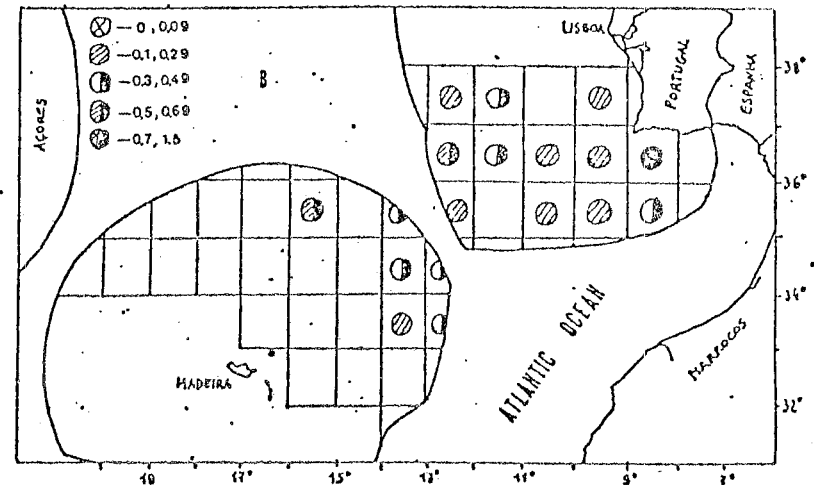 – 0, 0,09
– 0.1, 0,29
– 0.3, 0,49
– 0,5, 0,69
– 0,7, 1.5
B
AÇORES
LISBOA
PORTUGAL
ESPANHA
38°
36°
34°
32°
MADEIRA
ATLANTIC OCEAN
MARROCOS
19
17°
15°
13°
11°
9°